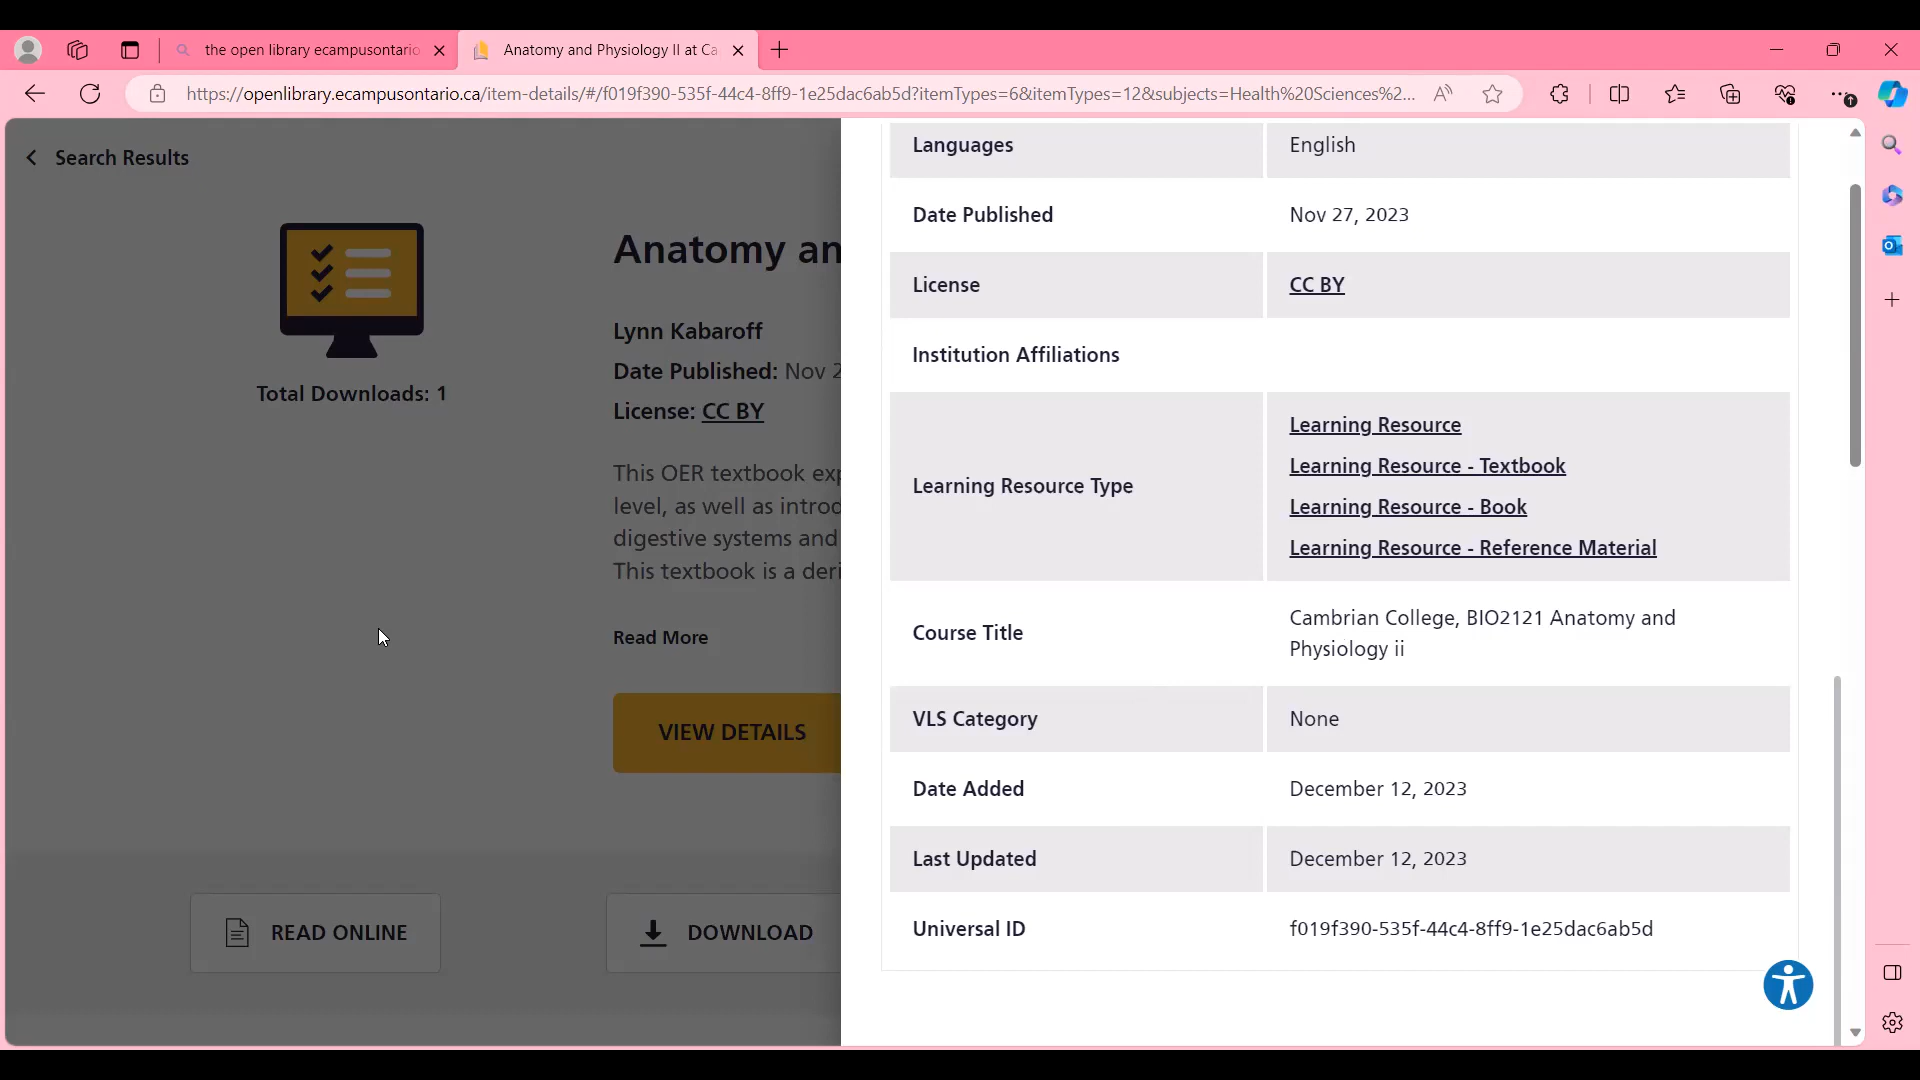 the open library ecampusontario
Anatomy and Physiology II at Ca
https://openlibrary.ecampusontario.ca/item-details/#/f019f390-535f-44c4-8ff9-1e25dac6ab5d?itemTypes=6&itemTypes=12&subjects=Health%20Sciences%2...
Search Results
Total Downloads: 1
Anatomy an
Lynn Kabaroff
Date Published: Nov 2
License: CC BY
This OER textbook exp
level, as well as introd
digestive systems and
This textbook is a deri
Read More
VIEW DETAILS
READ ONLINE
DOWNLOAD
Languages English
Date Published Nov 27, 2023
License CC BY
Institution Affiliations
Learning Resource Type
Learning Resource
Learning Resource - Textbook
Learning Resource - Book
Learning Resource - Reference Material
Course Title
Cambrian College, BIO2121 Anatomy and
Physiology ii
VLS Category None
Date Added December 12, 2023
Last Updated December 12, 2023
Universal ID f019f390-535f-44c4-8ff9-1e25dac6ab5d